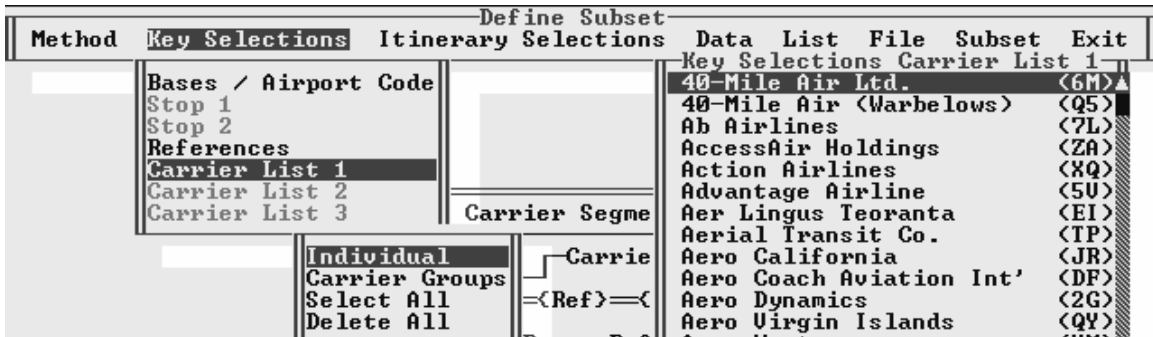 Define Subset
Method Key Selections Itinerary Selections Data List File Subset Exit
Bases / Airport Code
Stop 1
Stop 2
References
Carrier List 1
Carrier List 2
Carrier List 3
Individual
Carrier Groups
Select All
Delete All
Carrier Segme
Carrie
=(Ref)==(
Key Selections Carrier List 1
40-Mile Air Ltd. (6M)
40-Mile Air (Warbelows) (Q5)
Ab Airlines (7L)
AccessAir Holdings (ZA)
Action Airlines (XQ)
Advantage Airline (5U)
Aer Lingus Teoranta (EI)
Aerial Transit Co. (TP)
Aero California (JR)
Aero Coach Aviation Int' (DF)
Aero Dynamics (2G)
Aero Virgin Islands (QY)